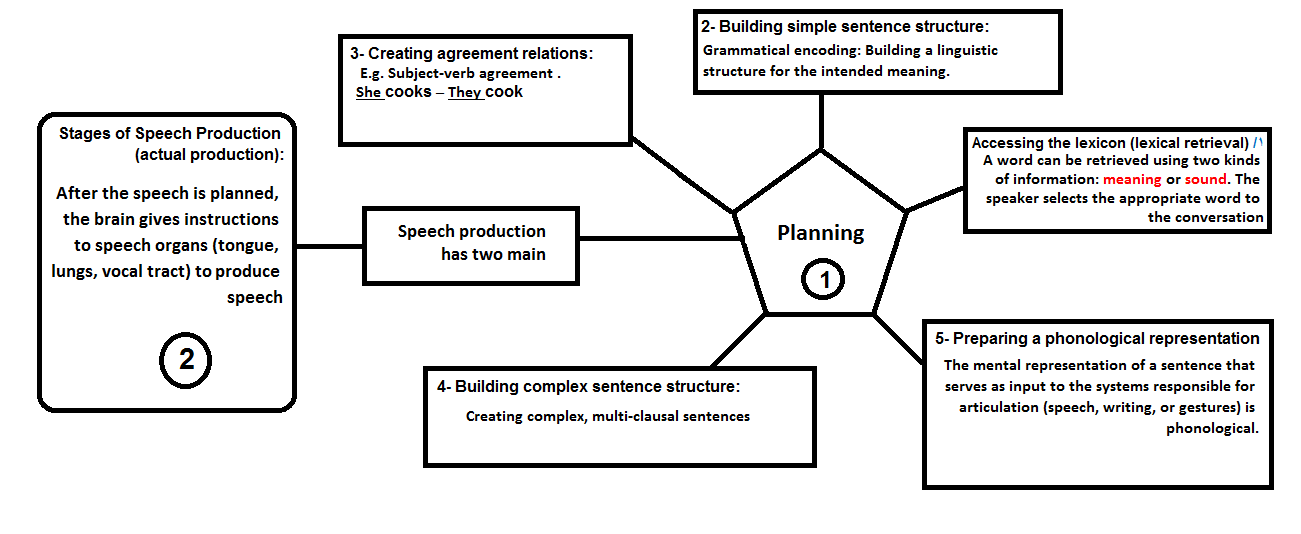 2- Building simple sentence structure:
Grammatical encoding: Building a linguistic
structure for the intended meaning.
3- Creating agreement relations:
E.g. Subject-verb agreement .
She cooks – They cook
Stages of Speech Production
(actual production):
After the speech is planned,
the brain gives instructions
to speech organs (tongue,
lungs, vocal tract) to produce
speech
2
Speech production
has two main
Planning
1
Accessing the lexicon (lexical retrieval) /١
A word can be retrieved using two kinds
of information: meaning or sound. The
speaker selects the appropriate word to
the conversation
4- Building complex sentence structure:
Creating complex, multi-clausal sentences
5- Preparing a phonological representation
The mental representation of a sentence that
serves as input to the systems responsible for
articulation (speech, writing, or gestures) is
phonological.